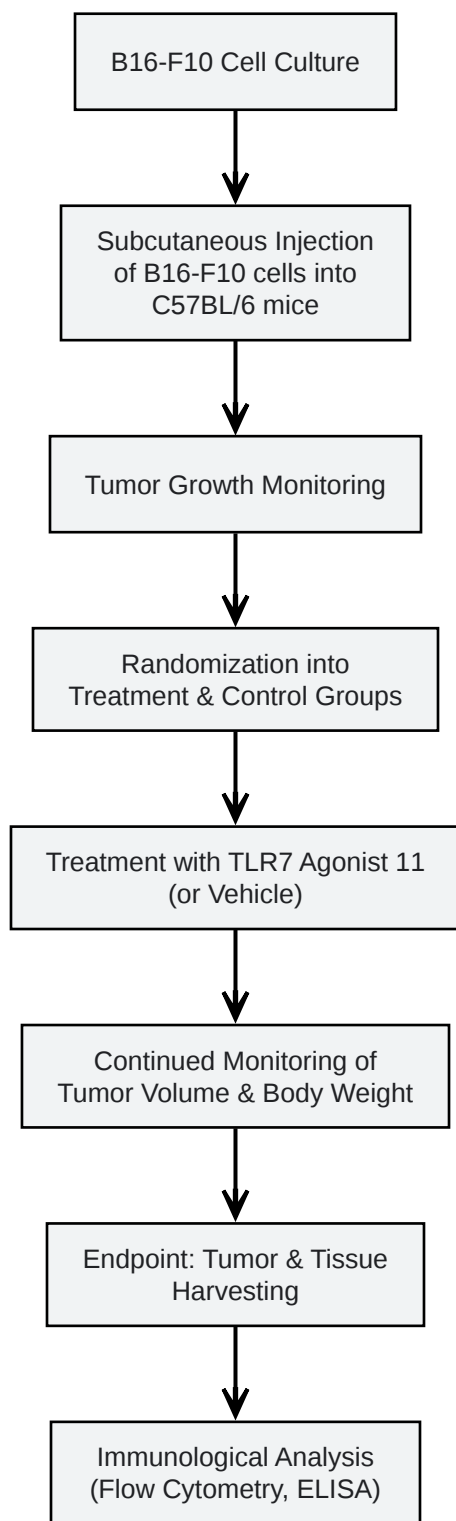 B16-F10 Cell Culture
Subcutaneous Injection
of B16-F10 cells into
C57BL/6 mice
Tumor Growth Monitoring
Randomization into
Treatment & Control Groups
Treatment with TLR7 Agonist 11
(or Vehicle)
Continued Monitoring of
Tumor Volume & Body Weight
Endpoint: Tumor & Tissue
Harvesting
Immunological Analysis
(Flow Cytometry, ELISA)